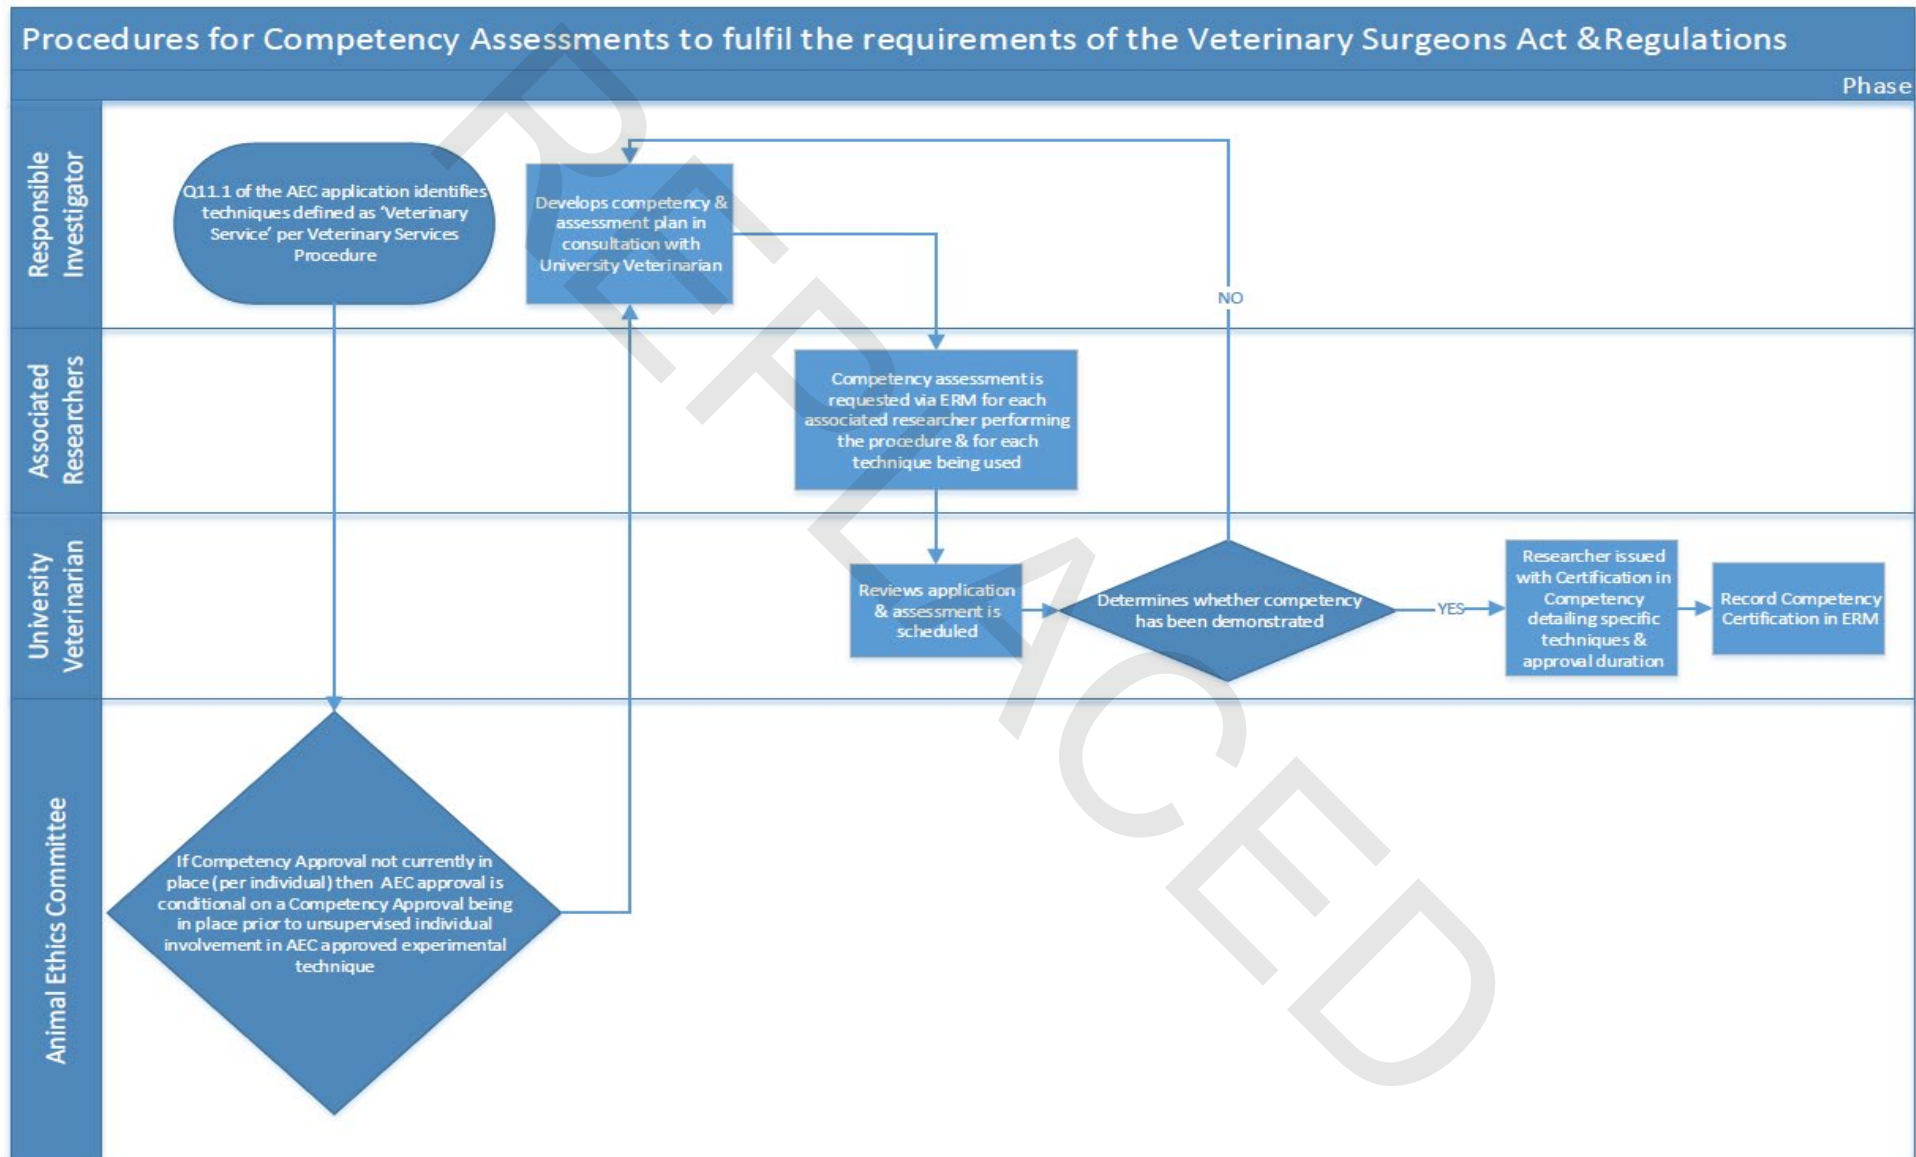 Procedures for Competency Assessments to fulfil the requirements of the Veterinary Surgeons Act &Regulations
Phase
Responsible
Investigator
Q11.1 of the AEC application identifies
techniques defined as ‘Veterinary
Service’ per Veterinary Services
Procedure
Develops competency &
assessment plan in
consultation with
University Veterinarian
NO
Associated
Researchers
Competency assessment is
requested via ERM for each
associated researcher performing
the procedure & for each
technique being used
University
Veterinarian
Reviews application
& assessment is
scheduled
Determines whether competency
has been demonstrated
YES
Researcher issued
with Certification in
Competency
detailing specific
techniques &
approval duration
Record Competency
Certification in ERM
Animal Ethics Committee
If Competency Approval not currently in
place (per individual) then AEC approval is
conditional on a Competency Approval being
in place prior to unsupervised individual
involvement in AEC approved experimental
technique
REPLACED